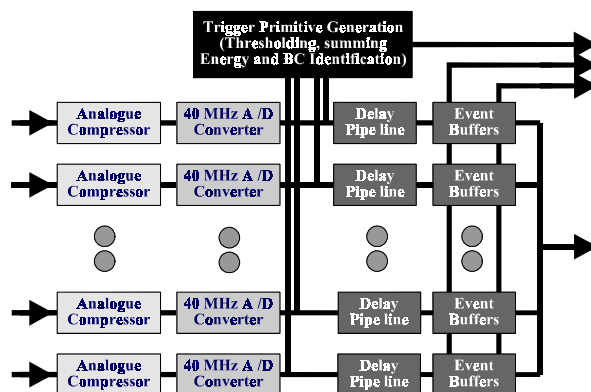 Trigger Primitive Generation
(Thresholding, summing
Energy and BC Identification)
Analogue
Compressor
40 MHz A /D
Converter
Delay
Pipe line
Event
Buffers
Analogue
Compressor
40 MHz A /D
Converter
Delay
Pipe line
Event
Buffers
Analogue
Compressor
40 MHz A /D
Converter
Delay
Pipe line
Event
Buffers
Analogue
Compressor
40 MHz A /D
Converter
Delay
Pipe line
Event
Buffers